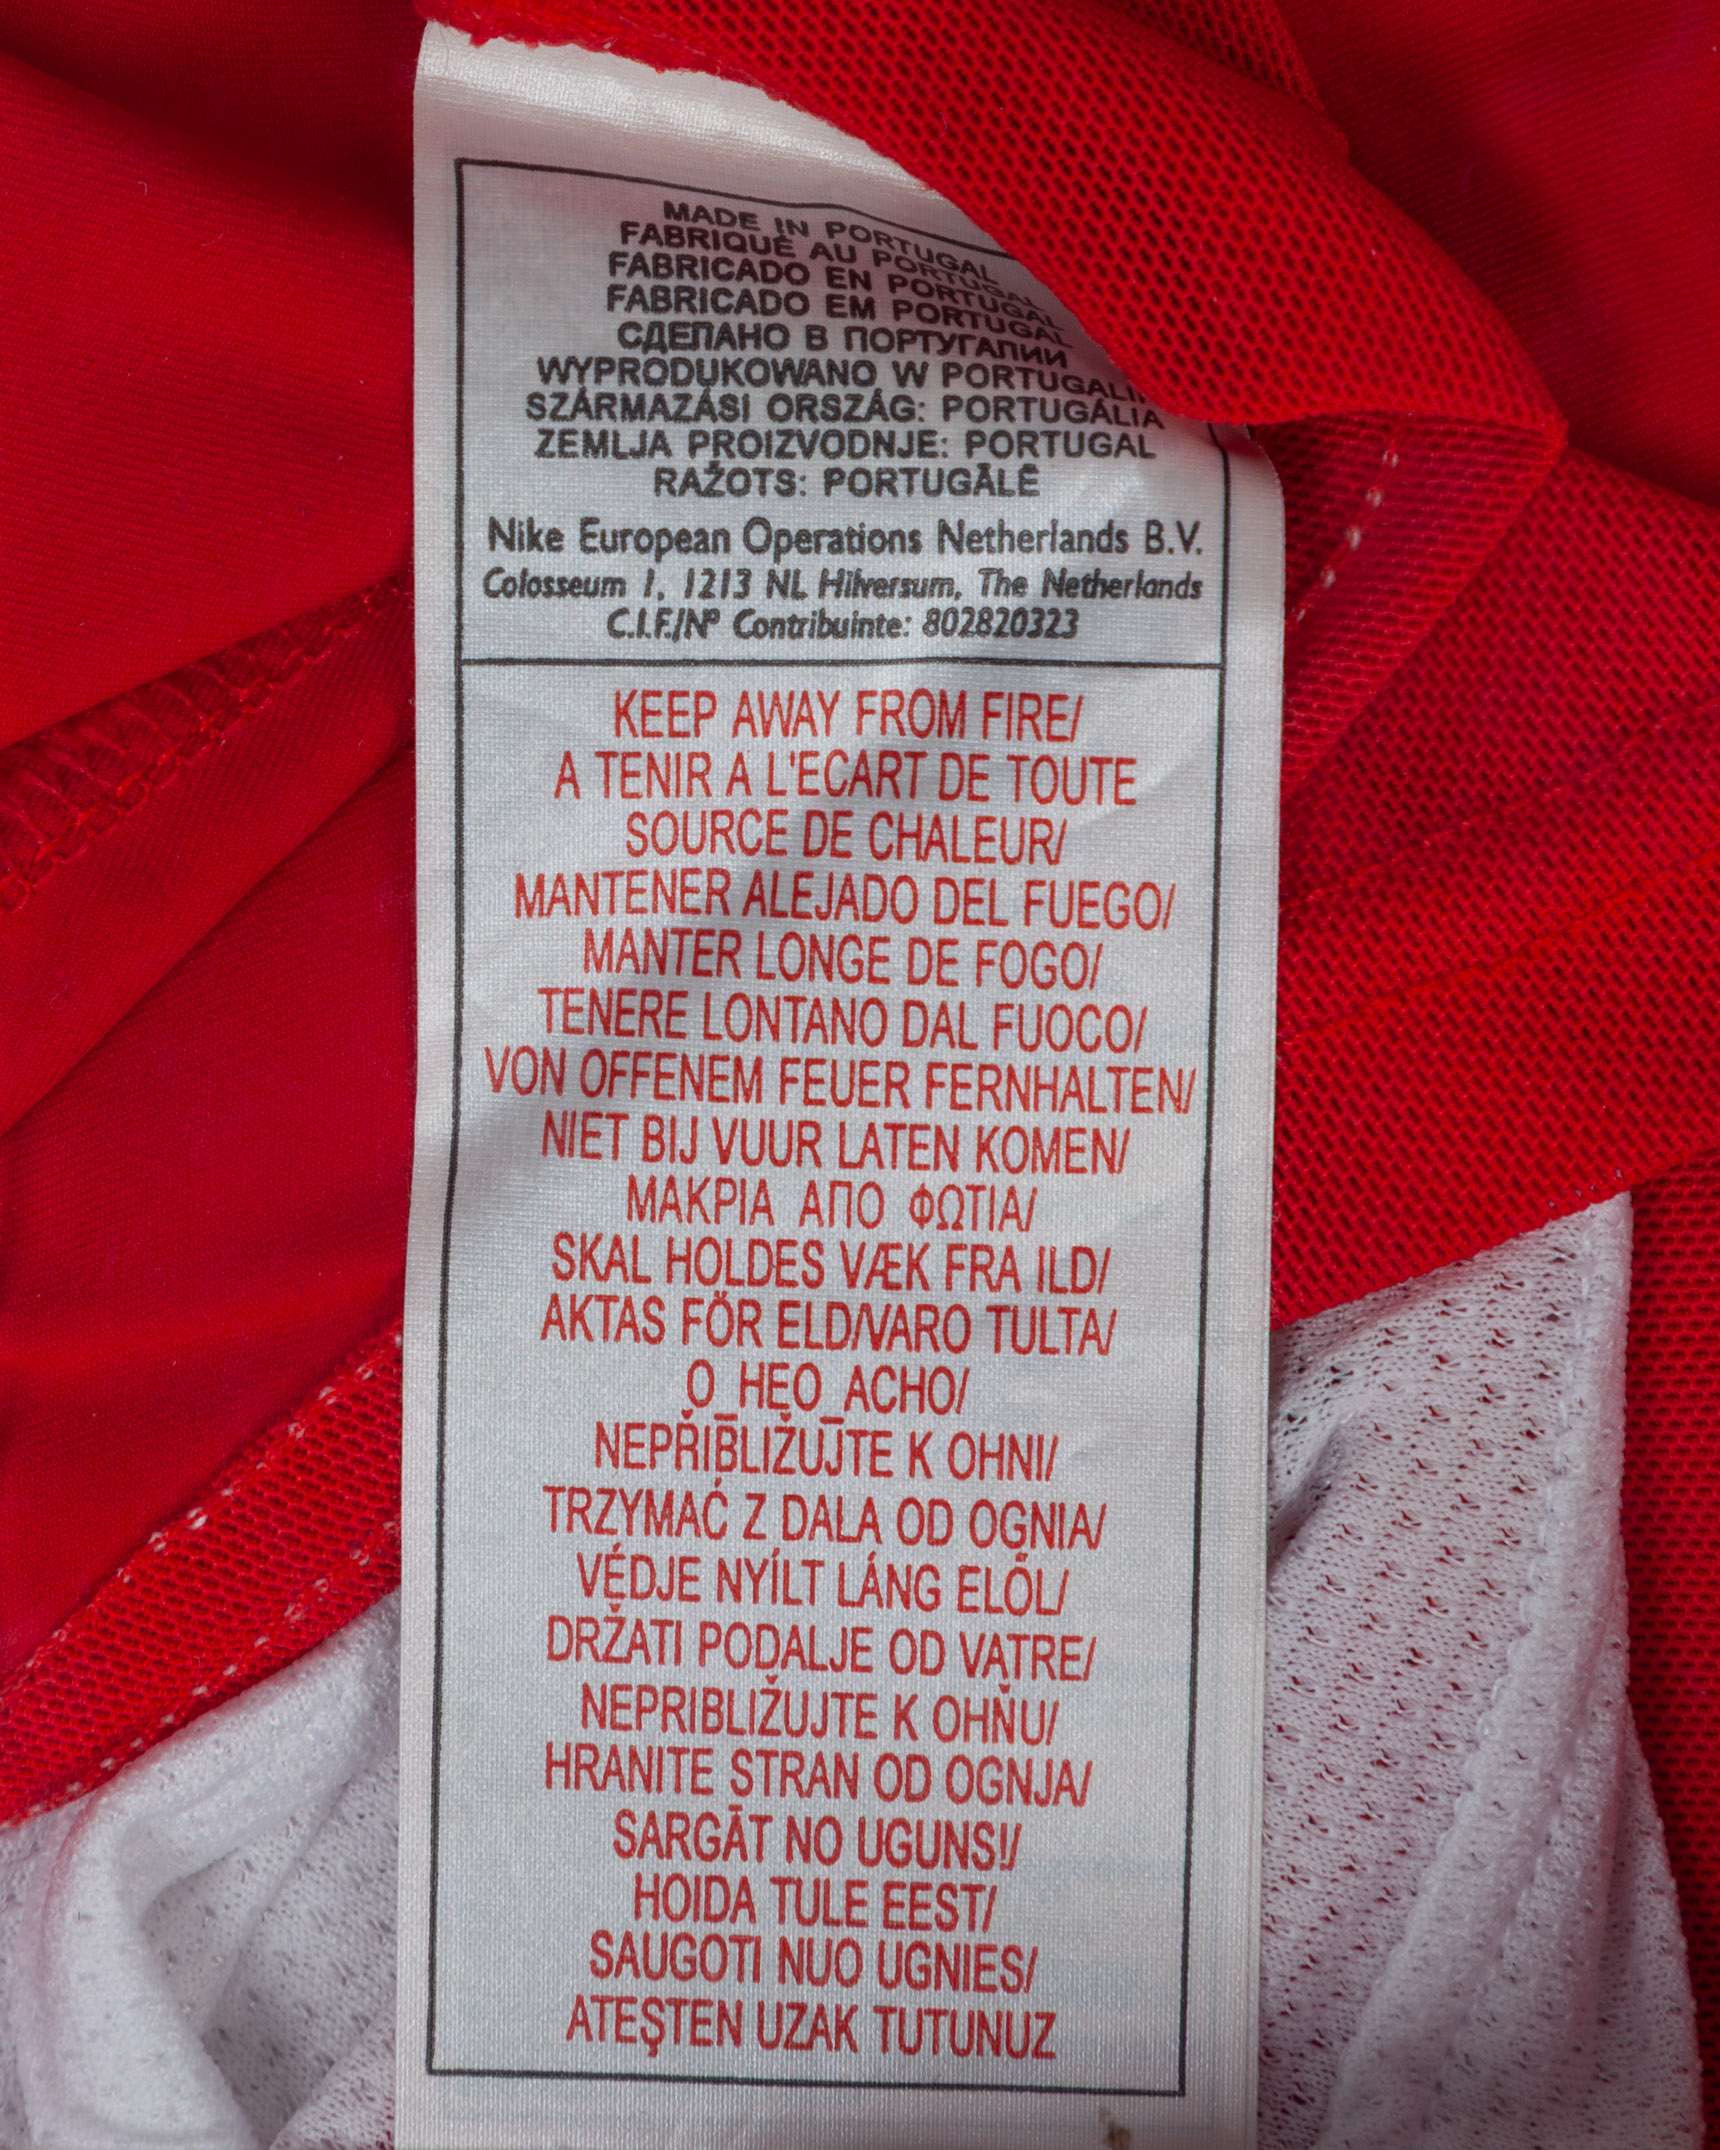 MADE IN PORTUGAL
FABRIQUÉ AU PORTUGAL
FABRICADO EN PORTUGAL
FABRICADO EM PORTUGAL
СДЕПАНО В ПОРТУГАПИИ
WYPRODUKOWANO W PORTUGALII
SZÁRMAZÁSI ORSZÁG: PORTUGÁLIA
ZEMLJA PROIZVODNJE: PORTUGAL
RAŽOTS: PORTUGĀLĒ
Nike European Operations Netherlands B.V.
Colosseum 1, 1213 NL Hilversum, The Netherlands
C.I.F./Nº Contribuinte: 802820323
KEEP AWAY FROM FIRE/
A TENIR A L'ECART DE TOUTE
SOURCE DE CHALEUR/
MANTENER ALEJADO DEL FUEGO/
MANTER LONGE DE FOGO/
TENERE LONTANO DAL FUOCO/
VON OFFENEM FEUER FERNHALTEN/
NIET BIJ VUUR LATEN KOMEN/
ΜΑΚΡΙΑ ΑΠΟ ΦΩΤΙΑ/
SKAL HOLDES VÆK FRA ILD/
AKTAS FÖR ELD/VARO TULTA/
O_HEO_ACHO/
NEPŘIBLIŽUJTE K OHNI/
TRZYMAĆ Z DALA OD OGNIA/
VÉDJE NYÍLT LÁNG ELŐL/
DRŽATI PODALJE OD VATRE/
NEPRIBLIŽUJTE K OHŇU/
HRANITE STRAN OD OGNJA/
SARGĀT NO UGUNS!/
HOIDA TULE EEST/
SAUGOTI NUO UGNIES/
ATEŞTEN UZAK TUTUNUZ